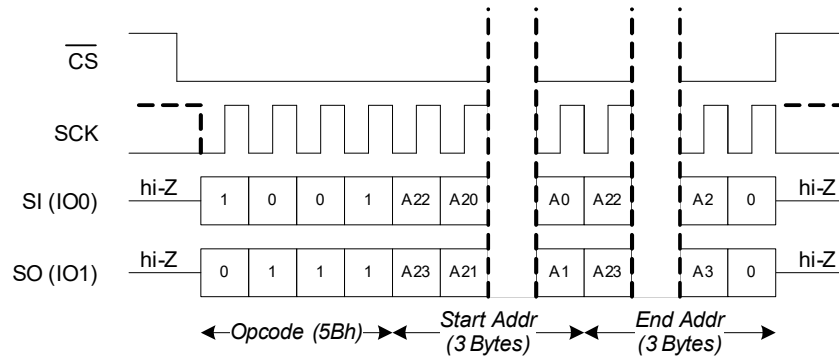 CS
SCK
SI (IO0) hi-Z 1 0 0 1 A22 A20 A0 A22 A2 0 hi-Z
SO (IO1) hi-Z 0 1 1 1 A23 A21 A1 A23 A3 0 hi-Z
Opcode (5Bh) Start Addr End Addr
(3 Bytes) (3 Bytes)